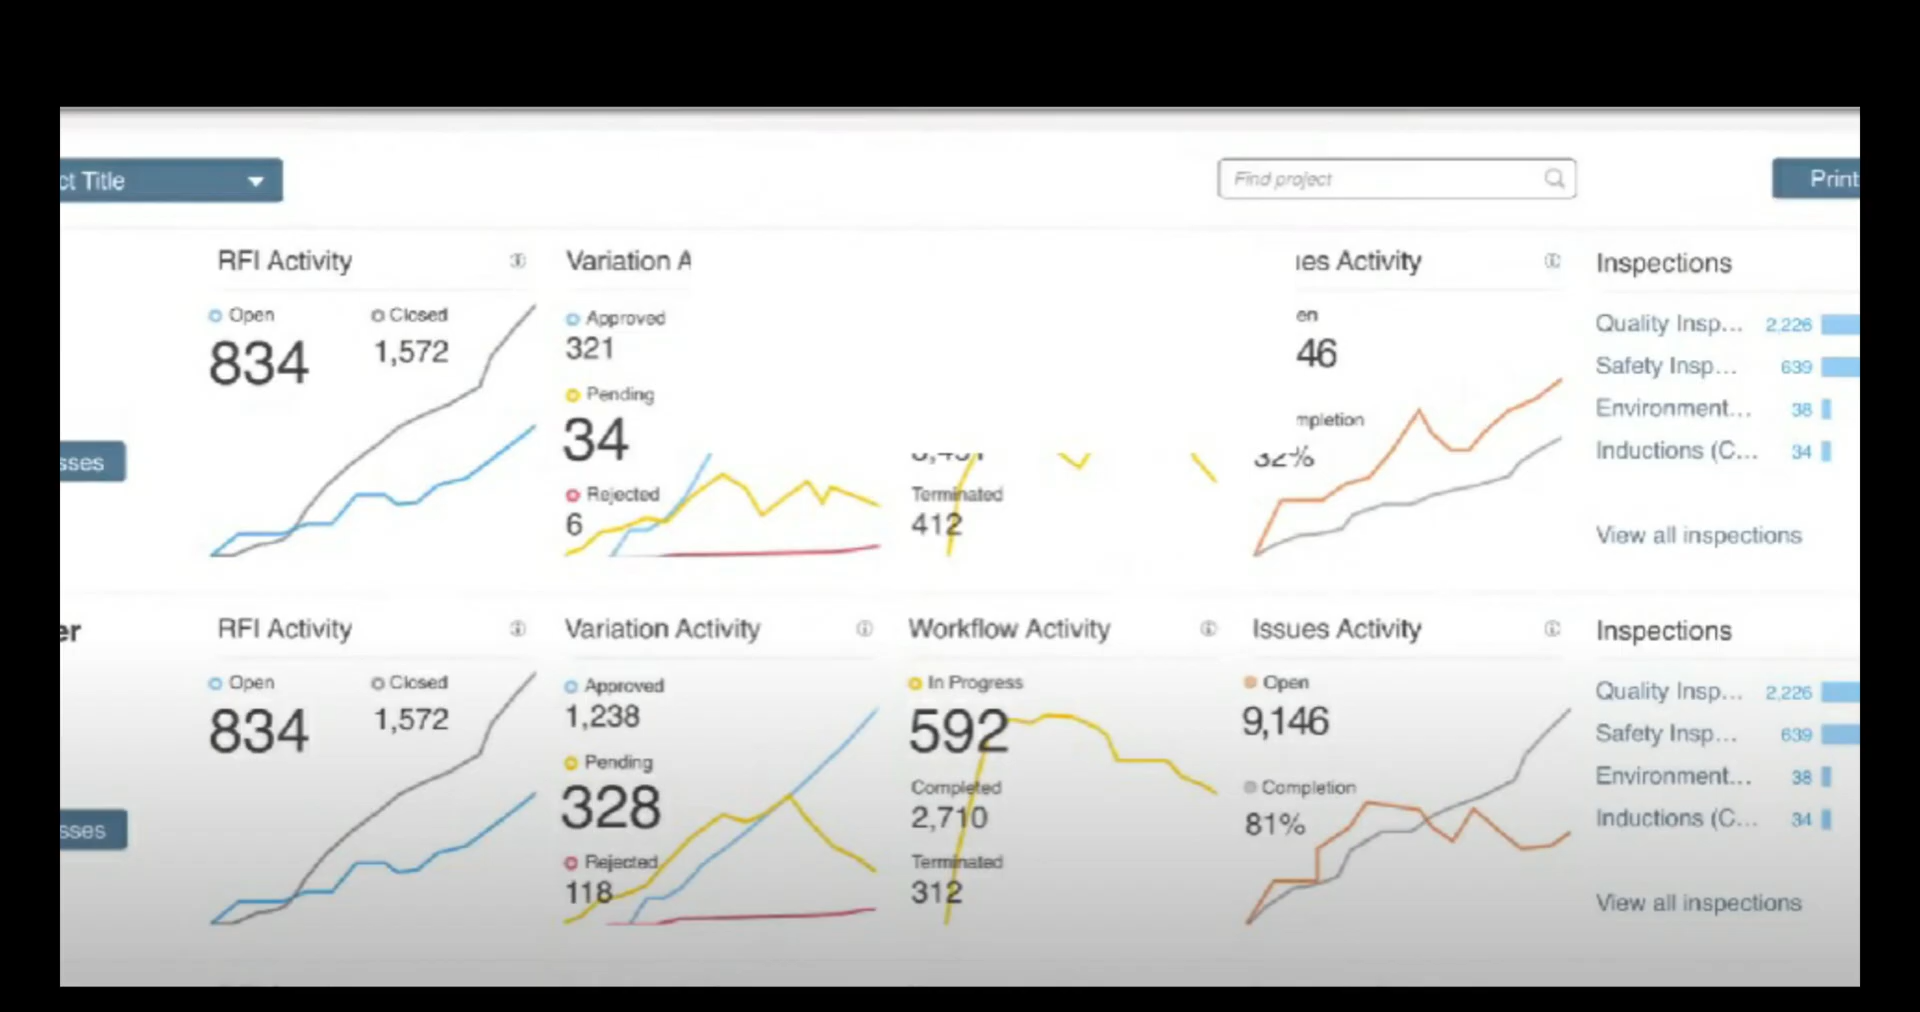 ct Title
Find project
Print
RFI Activity
Variation A
ies Activity
Inspections
Open
Closed
834
1,572
Approved
321
Pending
34
Rejected
6
Terminated
412
en
46
mpletion
32%
Quality Insp... 2,226
Safety Insp... 639
Environment... 38
Inductions (C... 34
View all inspections
sses
er
RFI Activity
Variation Activity
Workflow Activity
Issues Activity
Inspections
Open
Closed
834
1,572
Approved
1,238
Pending
328
Rejected
118
In Progress
592
Completed
2,710
Terminated
312
Open
9,146
Completion
81%
Quality Insp... 2,226
Safety Insp... 639
Environment... 38
Inductions (C... 34
View all inspections
sses